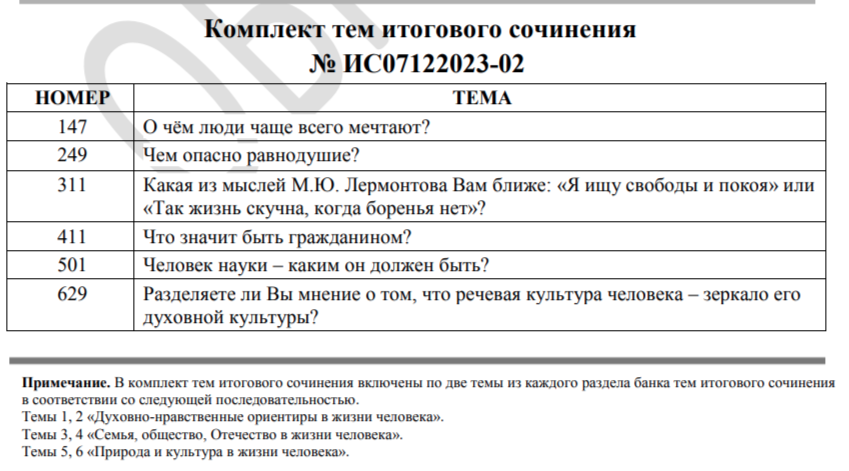 Комплект тем итогового сочинения
№ ИС07122023-02
НОМЕР ТЕМА
147 О чём люди чаще всего мечтают?
249 Чем опасно равнодушие?
311 Какая из мыслей М.Ю. Лермонтова Вам ближе: «Я ищу свободы и покоя» или
«Так жизнь скучна, когда боренья нет»?
411 Что значит быть гражданином?
501 Человек науки – каким он должен быть?
629 Разделяете ли Вы мнение о том, что речевая культура человека – зеркало его
духовной культуры?
Примечание. В комплект тем итогового сочинения включены по две темы из каждого раздела банка тем итогового сочинения
в соответствии со следующей последовательностью.
Темы 1, 2 «Духовно-нравственные ориентиры в жизни человека».
Темы 3, 4 «Семья, общество, Отечество в жизни человека».
Темы 5, 6 «Природа и культура в жизни человека».